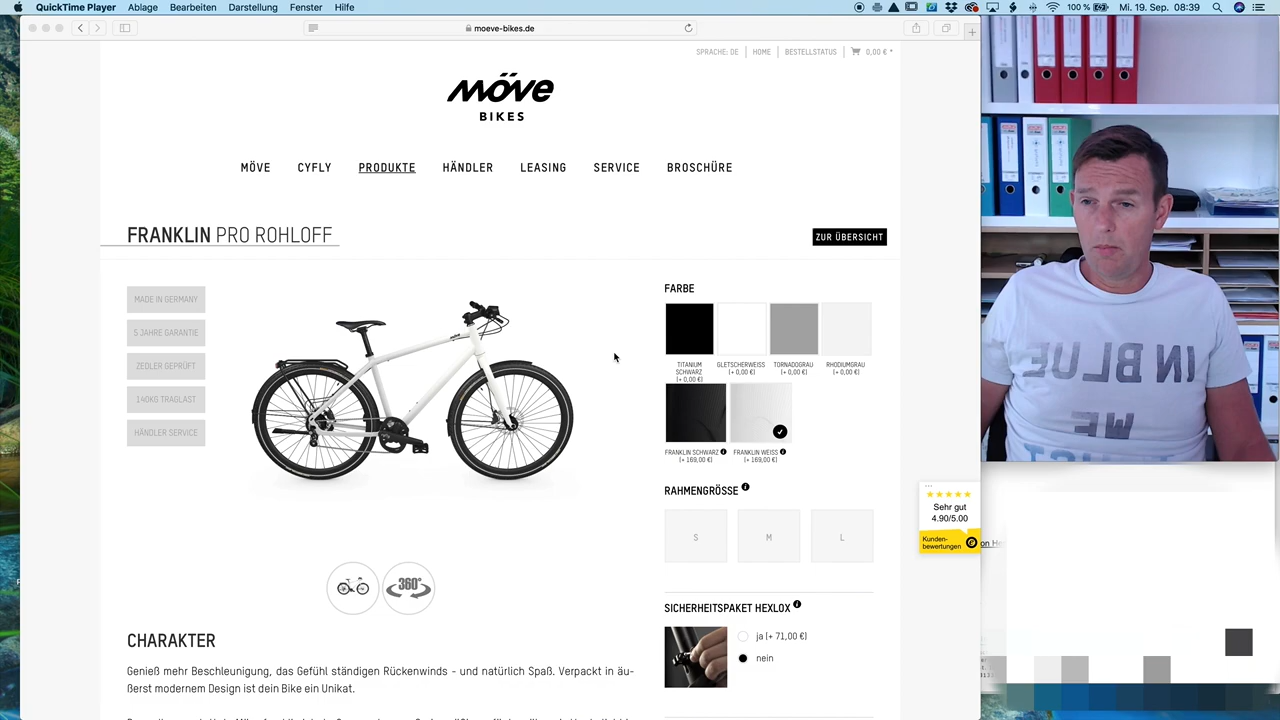 QuickTime Player Ablage Bearbeiten Darstellung Fenster Hilfe
100 % Mi. 19. Sep. 08:39
moeve-bikes.de
SPRACHE: DE HOME BESTELLSTATUS 0,00 € *
möve
BIKES
MÖVE CYFLY PRODUKTE HÄNDLER LEASING SERVICE BROSCHÜRE
FRANKLIN PRO ROHLOFF
ZUR ÜBERSICHT
MADE IN GERMANY
5 JAHRE GARANTIE
ZEDLER GEPRÜFT
140KG TRAGLAST
HÄNDLER SERVICE
FARBE
TITANIUM SCHWARZ (+ 0,00 €)
GLETSCHERWEISS (+ 0,00 €)
TORNADOGRAU (+ 0,00 €)
RHODIUMGRAU (+ 0,00 €)
FRANKLIN SCHWARZ (+ 169,00 €)
FRANKLIN WEISS (+ 169,00 €)
RAHMENGRÖSSE
S M L
SICHERHEITSPAKET HEXLOX
ja (+ 71,00 €)
nein
360°
CHARAKTER
Genieß mehr Beschleunigung, das Gefühl ständigen Rückenwinds - und natürlich Spaß. Verpackt in äu-
ßerst modernem Design ist dein Bike ein Unikat.
Sehr gut
4.90/5.00
Kunden-
bewertungen
on He
IN BLUE
WE